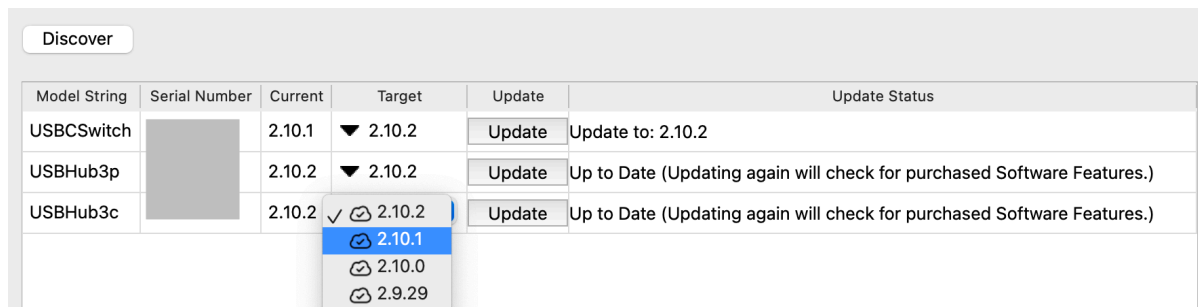 Discover
Model String Serial Number Current Target Update Update Status
USBCSwitch 2.10.1 2.10.2 Update Update to: 2.10.2
USBHub3p 2.10.2 2.10.2 Update Up to Date (Updating again will check for purchased Software Features.)
USBHub3c 2.10.2 2.10.2 Update Up to Date (Updating again will check for purchased Software Features.)
2.10.1
2.10.0
2.9.29